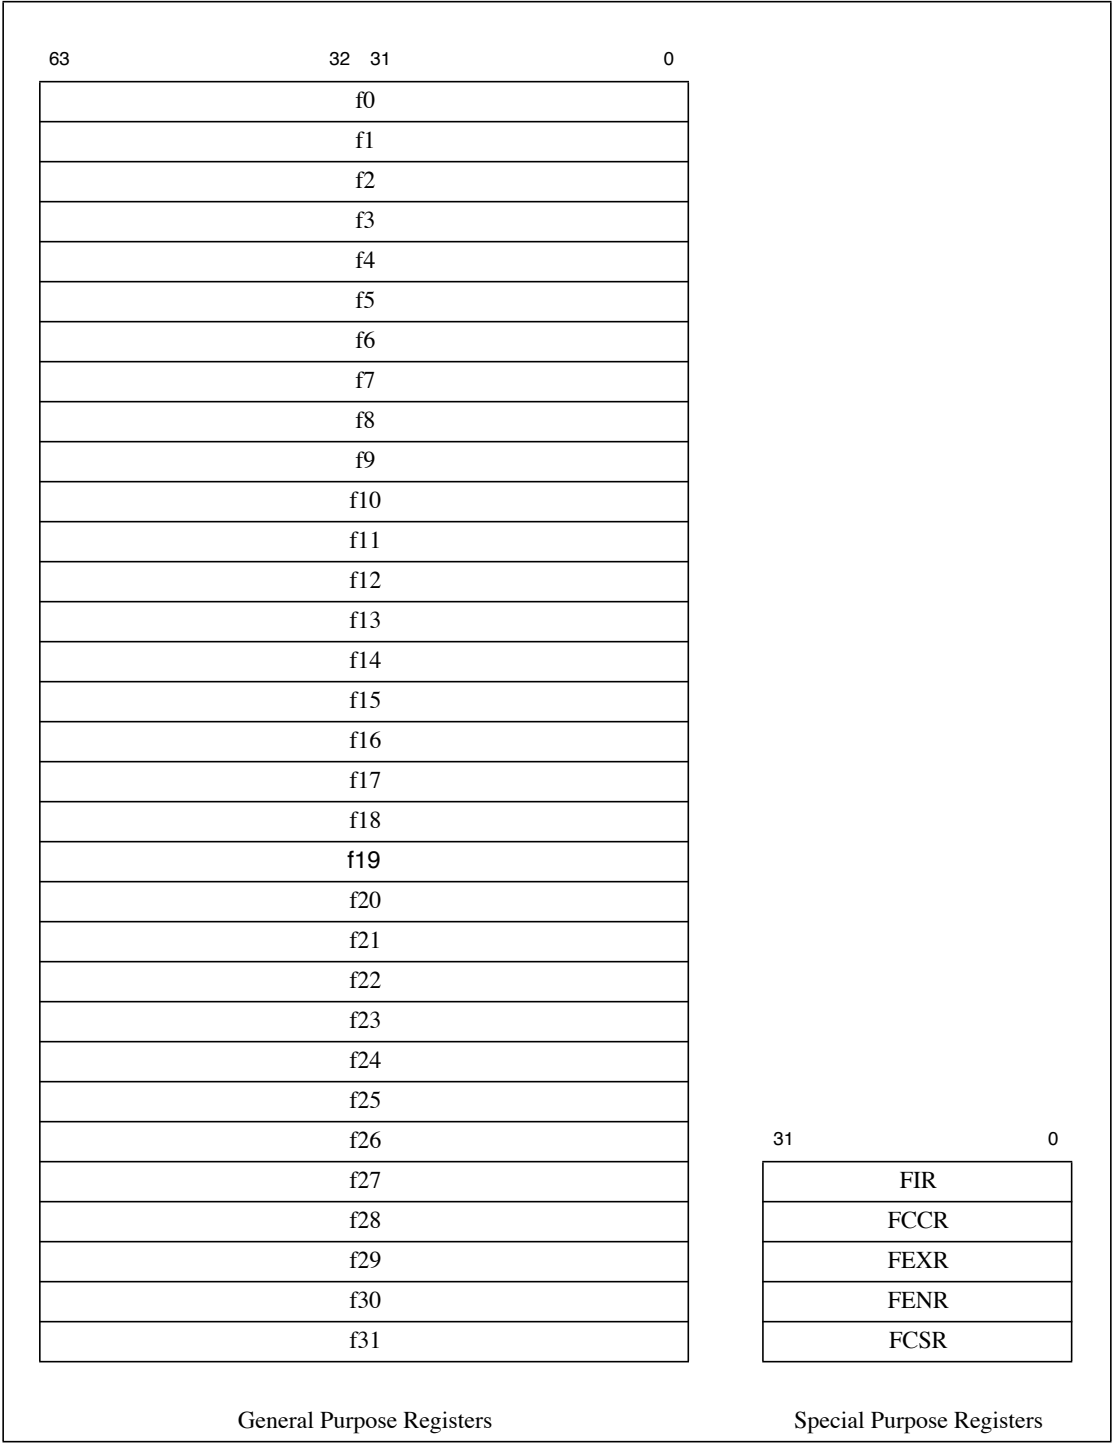 63 32 31 0
f0
f1
f2
f3
f4
f5
f6
f7
f8
f9
f10
f11
f12
f13
f14
f15
f16
f17
f18
f19
f20
f21
f22
f23
f24
f25
f26
f27
f28
f29
f30
f31
General Purpose Registers
31 0
FIR
FCCR
FEXR
FENR
FCSR
Special Purpose Registers